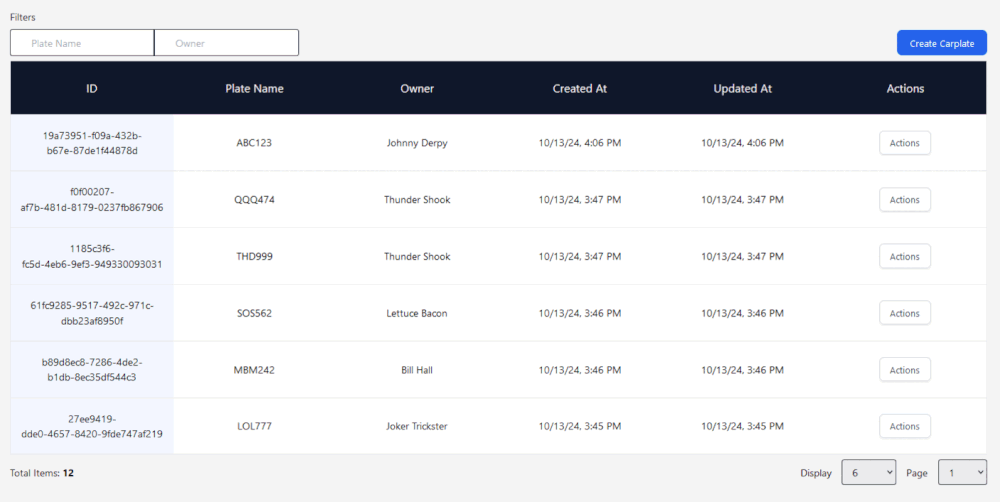 Filters
Plate Name Owner Create Carplate
ID Plate Name Owner Created At Updated At Actions
19a73951-f09a-432b-
b67e-87de1f44878d ABC123 Johnny Derpy 10/13/24, 4:06 PM 10/13/24, 4:06 PM Actions
f0f00207-
af7b-481d-8179-0237fb867906 QQQ474 Thunder Shook 10/13/24, 3:47 PM 10/13/24, 3:47 PM Actions
1185c3f6-
fc5d-4eb6-9ef3-949330093031 THD999 Thunder Shook 10/13/24, 3:47 PM 10/13/24, 3:47 PM Actions
61fc9285-9517-492c-971c-
dbb23af8950f SOS562 Lettuce Bacon 10/13/24, 3:46 PM 10/13/24, 3:46 PM Actions
b89d8ec8-7286-4de2-
b1db-8ec35df544c3 MBM242 Bill Hall 10/13/24, 3:46 PM 10/13/24, 3:46 PM Actions
27ee9419-
dde0-4657-8420-9fde747af219 LOL777 Joker Trickster 10/13/24, 3:45 PM 10/13/24, 3:45 PM Actions
Total Items: 12 Display 6 Page 1